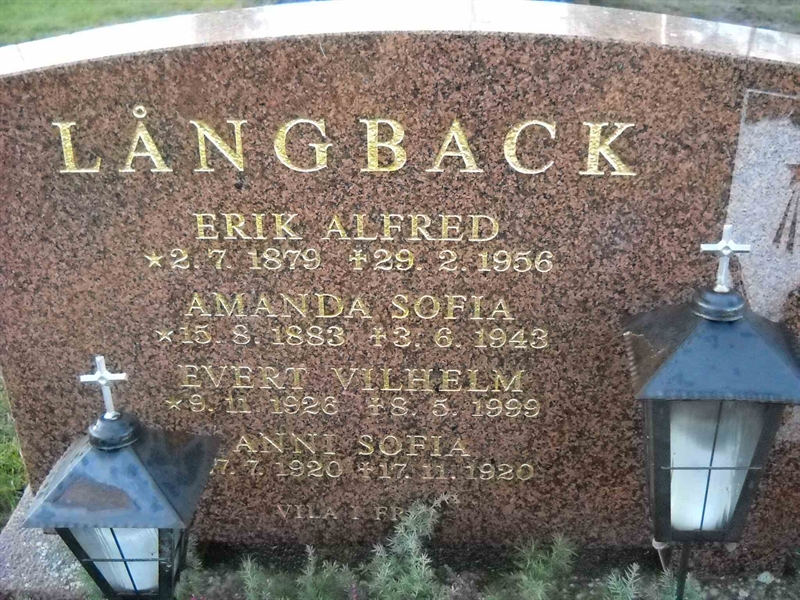 LÅNGBACK
ERIK ALFRED
★2. 7. 1879 ✝29. 2. 1956
AMANDA SOFIA
★15. 8. 1883 ✝3. 6. 1943
EVERT VILHELM
★9. 11 1926 ✝8. 5. 1999
ANNI SOFIA
7. 7. 1920 ✝17. 11. 1920
VILA I